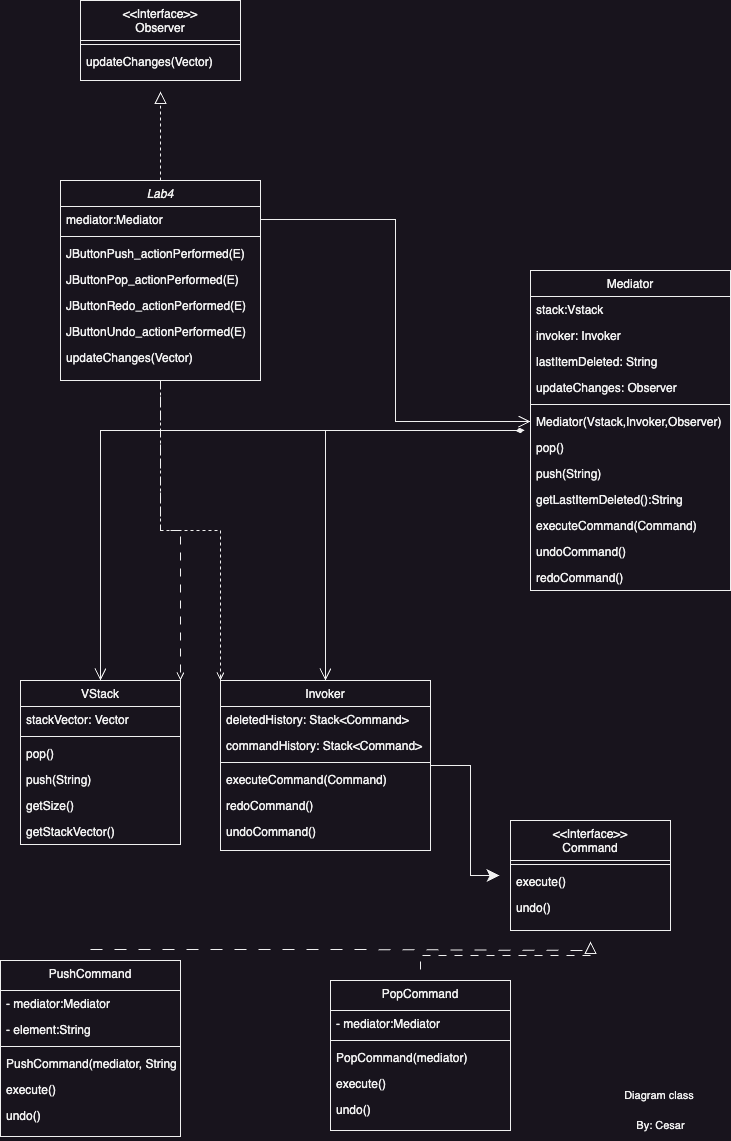 <<Interface>>
Observer
updateChanges(Vector)
Lab4
mediator:Mediator
JButtonPush_actionPerformed(E)
JButtonPop_actionPerformed(E)
JButtonRedo_actionPerformed(E)
JButtonUndo_actionPerformed(E)
updateChanges(Vector)
Mediator
stack:Vstack
invoker: Invoker
lastItemDeleted: String
updateChanges: Observer
Mediator(Vstack,Invoker,Observer)
pop()
push(String)
getLastItemDeleted():String
executeCommand(Command)
undoCommand()
redoCommand()
VStack
stackVector: Vector
pop()
push(String)
getSize()
getStackVector()
Invoker
deletedHistory: Stack<Command>
commandHistory: Stack<Command>
executeCommand(Command)
redoCommand()
undoCommand()
<<Interface>>
Command
execute()
undo()
PushCommand
- mediator:Mediator
- element:String
PushCommand(mediator, String
execute()
undo()
PopCommand
- mediator:Mediator
PopCommand(mediator)
execute()
undo()
Diagram class
By: Cesar